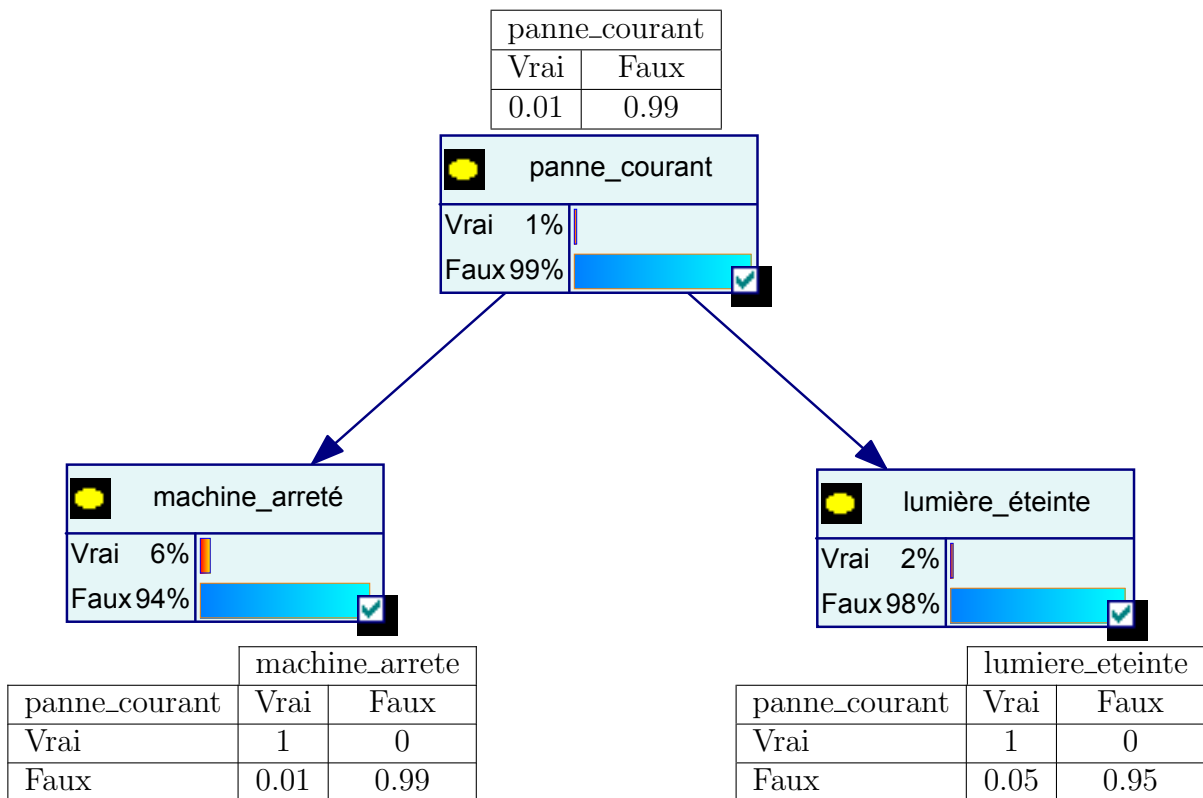 panne_courant
Vrai Faux
0.01 0.99
panne_courant
Vrai 1%
Faux 99%
machine_arreté
Vrai 6%
Faux 94%
lumière_éteinte
Vrai 2%
Faux 98%
machine_arrete
panne_courant Vrai Faux
Vrai 1 0
Faux 0.01 0.99
lumiere_eteinte
panne_courant Vrai Faux
Vrai 1 0
Faux 0.05 0.95